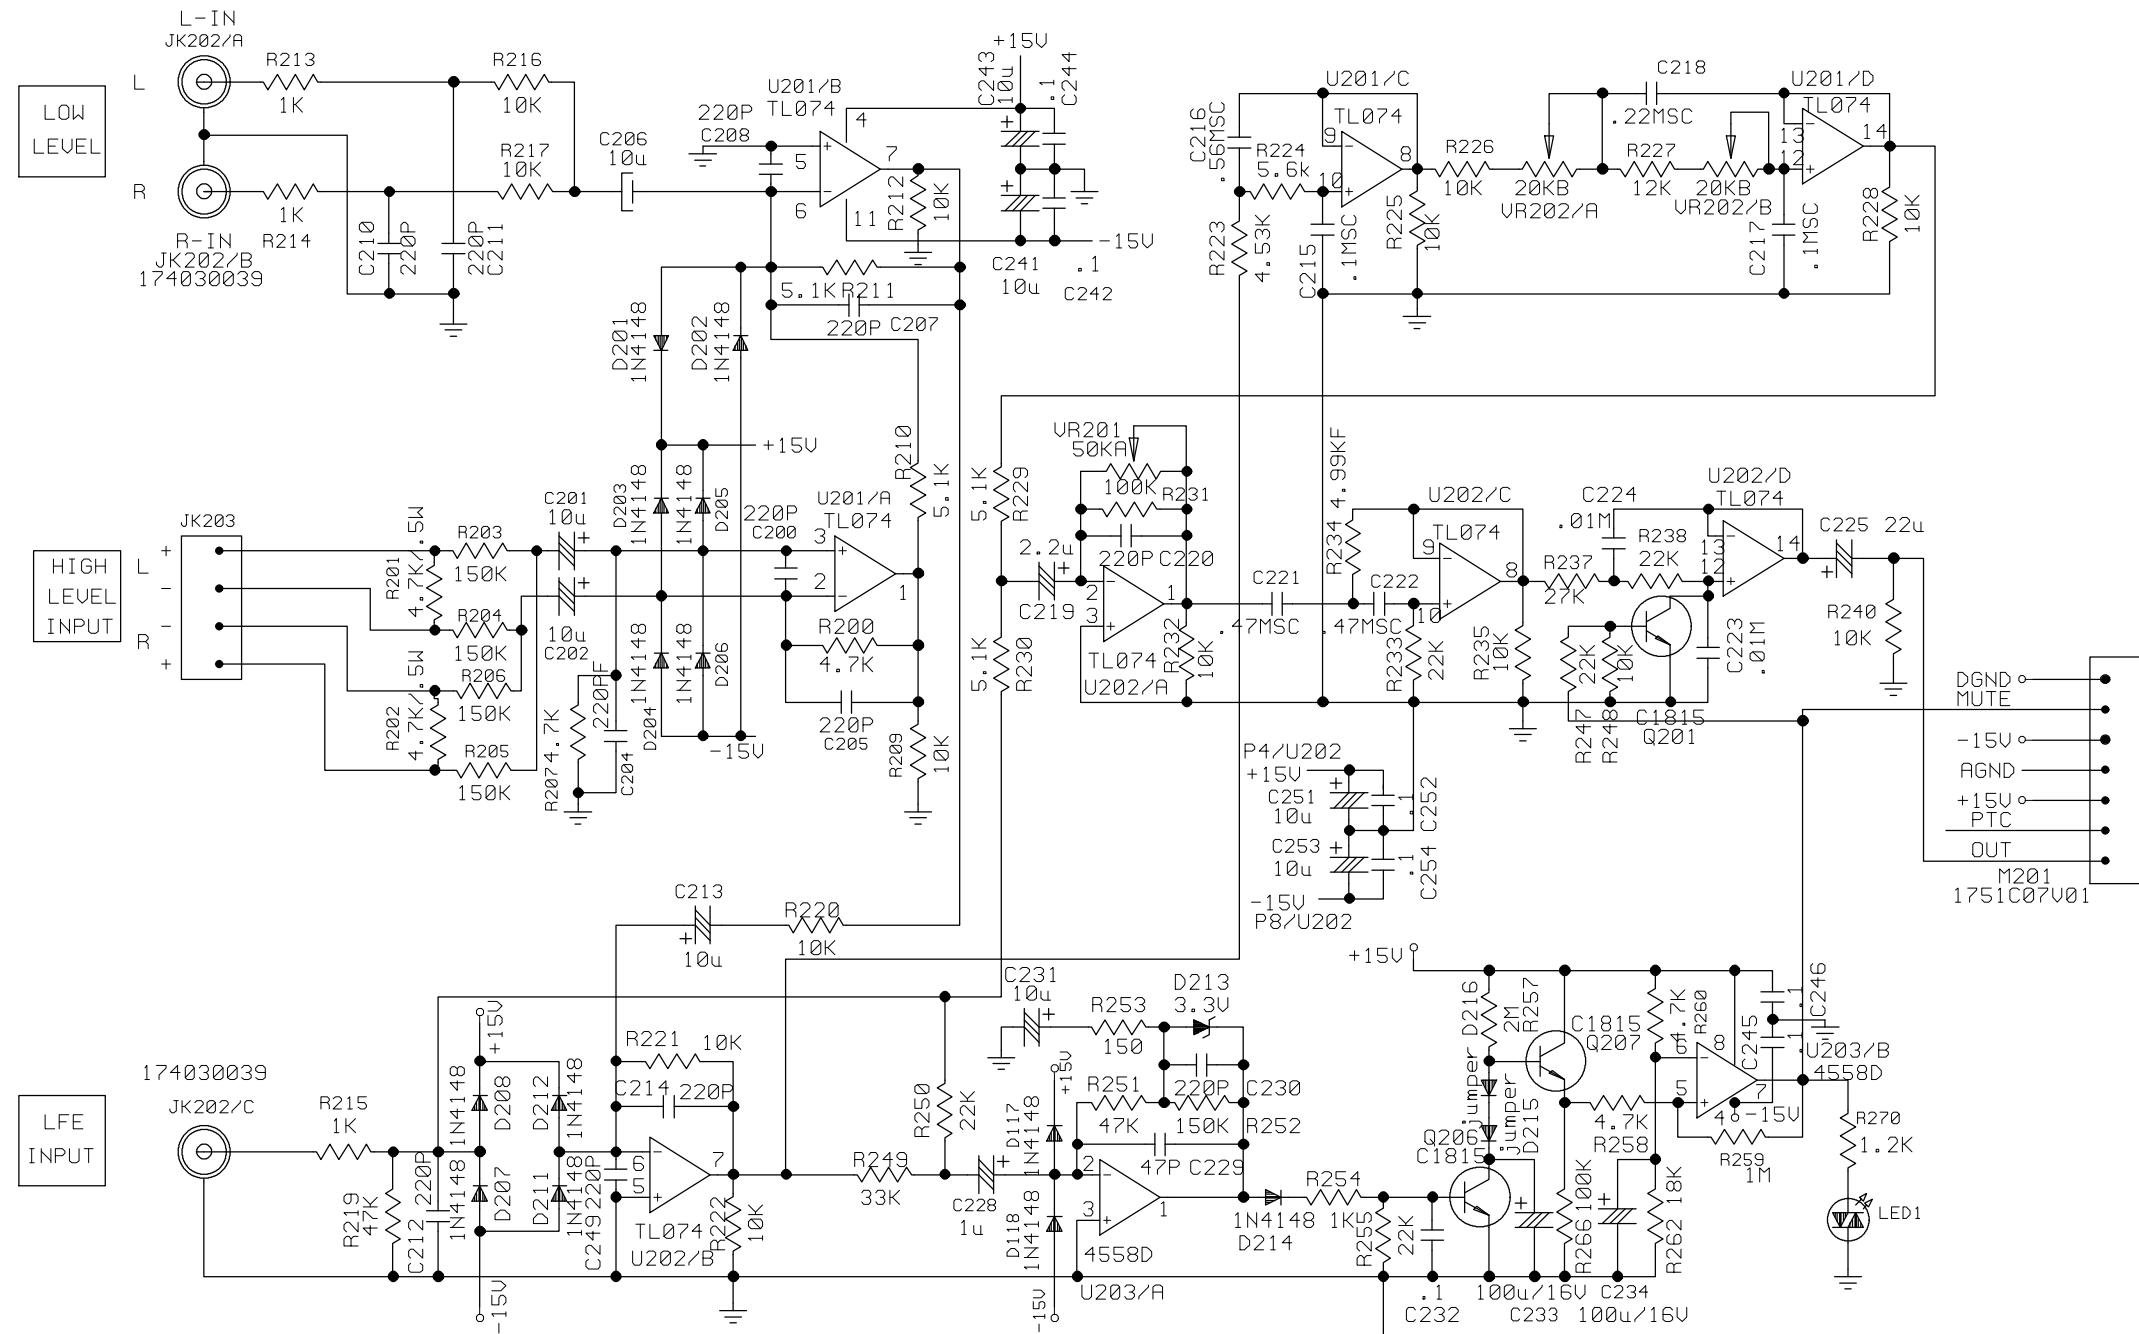 L-IN
JK202/A
L
R213
1K
R216
10K
LOW
LEVEL
R
R217
10K
1K
R214
R-IN
JK202/B
174030039
C210
220P
220P
C211
C206
10u
220P
C208
U201/B
TL074
4
5
6
7
11
R212
10K
+15V
C243
10u
.1
C244
-15V
C241
10u
.1
C242
5.1K
R211
220P
C207
D201
1N4148
D202
1N4148
U201/C
TL074
C216
.56MSC
R224
5.6k
9
10
8
R223
4.53K
C215
.1MSC
R225
10K
R226
10K
20KB
VR202/A
C218
.22MSC
R227
12K
20KB
VR202/B
U201/D
TL074
13
12
14
C217
.1MSC
R228
10K
+15V
R210
5.1K
JK203
HIGH
LEVEL
INPUT
+
L
-
-
R
+
R201
4.7K/.5W
R203
150K
R204
150K
R206
150K
R202
4.7K/.5W
R205
150K
C201
10u
10u
C202
D203
1N4148
1N4148
D205
220P
C200
U201/A
TL074
3
2
1
R200
4.7K
220P
C205
R207
4.7K
220PF
C204
D204
1N4148
1N4148
D206
-15V
R209
10K
5.1K
R229
5.1K
R230
2.2u
C219
VR201
50KA
100K
R231
220P
C220
2
3
1
TL074
U202/A
R232
10K
C221
.47MSC
R234
4.99KF
C222
.47MSC
R233
22K
U202/C
TL074
9
10
8
R235
10K
C224
.01M
R237
27K
R238
22K
U202/D
TL074
13
12
14
C223
.01M
R247
22K
R248
10K
C1815
Q201
C225
22u
R240
10K
DGND
MUTE
-15V
AGND
+15V
PTC
OUT
M201
1751C07V01
P4/U202
+15V
C251
10u
.1
C252
C253
10u
.1
C254
-15V
P8/U202
C213
10u
R220
10K
LFE
INPUT
174030039
JK202/C
R215
1K
R219
47K
C212
220P
+15V
1N4148
D208
D212
1N4148
1N4148
D207
D211
1N4148
-15V
C249
220P
R221
10K
C214
220P
6
5
7
TL074
U202/B
R222
10K
R250
22K
R249
33K
C228
1u
C231
10u
R253
150
D213
3.3V
+15V
D117
1N4148
D118
1N4148
-15V
R251
47K
220P
C230
150K
R252
47P
C229
2
3
1
4558D
U203/A
1N4148
D214
R254
1K
R255
22K
.1
C232
Q206
C1815
+15V
D216
jumper
2M
R257
jumper
D215
C1815
Q207
100u/16V
C233
R266
100K
4.7K
R258
4.7K
R260
C234
100u/16V
R262
18K
6
5
8
4
7
-15V
R259
1M
C245
.1
.1
C246
U203/B
4558D
R270
1.2K
LED1